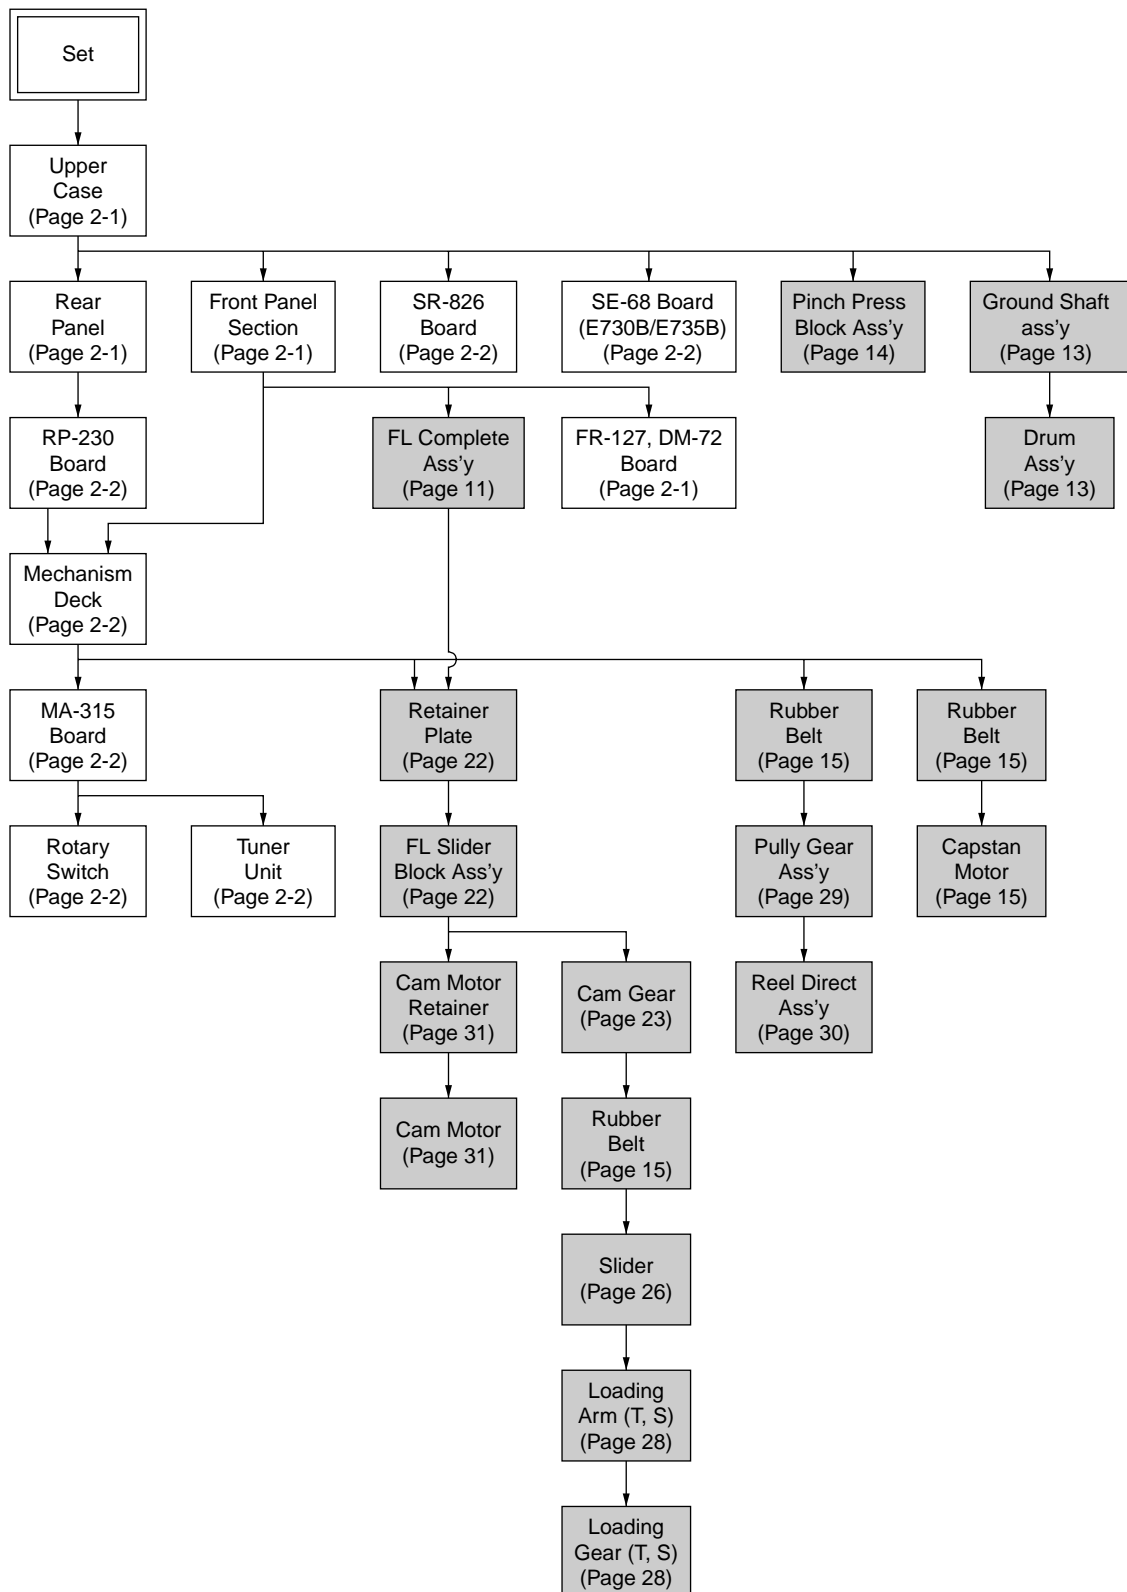 Set
Upper
Case
(Page 2-1)
Rear
Panel
(Page 2-1)
Front Panel
Section
(Page 2-1)
SR-826
Board
(Page 2-2)
SE-68 Board
(E730B/E735B)
(Page 2-2)
Pinch Press
Block Ass’y
(Page 14)
Ground Shaft
ass’y
(Page 13)
RP-230
Board
(Page 2-2)
FL Complete
Ass’y
(Page 11)
FR-127, DM-72
Board
(Page 2-1)
Drum
Ass’y
(Page 13)
Mechanism
Deck
(Page 2-2)
MA-315
Board
(Page 2-2)
Retainer
Plate
(Page 22)
Rubber
Belt
(Page 15)
Rubber
Belt
(Page 15)
Rotary
Switch
(Page 2-2)
Tuner
Unit
(Page 2-2)
FL Slider
Block Ass’y
(Page 22)
Pully Gear
Ass’y
(Page 29)
Capstan
Motor
(Page 15)
Cam Motor
Retainer
(Page 31)
Cam Gear
(Page 23)
Reel Direct
Ass’y
(Page 30)
Cam Motor
(Page 31)
Rubber
Belt
(Page 15)
Slider
(Page 26)
Loading
Arm (T, S)
(Page 28)
Loading
Gear (T, S)
(Page 28)